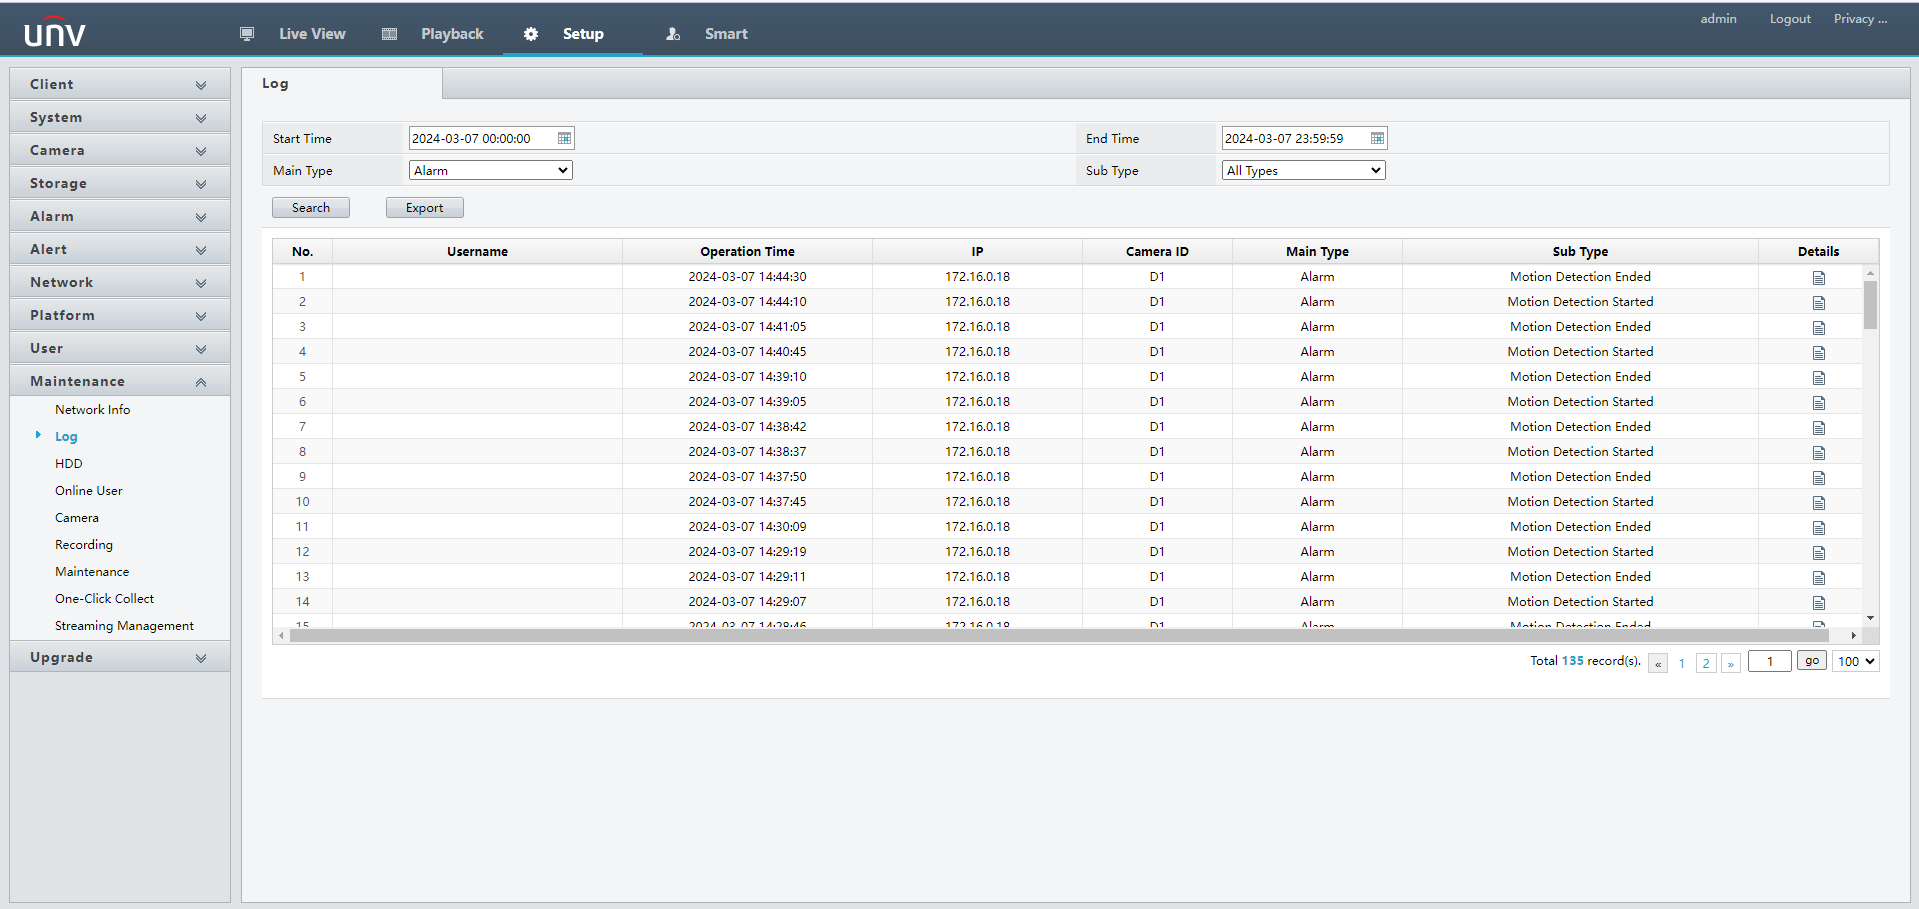 unv Live View Playback Setup Smart admin Logout Privacy ...
Client
System
Camera
Storage
Alarm
Alert
Network
Platform
User
Maintenance
Network Info
Log
HDD
Online User
Camera
Recording
Maintenance
One-Click Collect
Streaming Management
Upgrade
Log
Start Time 2024-03-07 00:00:00 End Time 2024-03-07 23:59:59
Main Type Alarm Sub Type All Types
Search Export
No. Username Operation Time IP Camera ID Main Type Sub Type Details
1 2024-03-07 14:44:30 172.16.0.18 D1 Alarm Motion Detection Ended
2 2024-03-07 14:44:10 172.16.0.18 D1 Alarm Motion Detection Started
3 2024-03-07 14:41:05 172.16.0.18 D1 Alarm Motion Detection Ended
4 2024-03-07 14:40:45 172.16.0.18 D1 Alarm Motion Detection Started
5 2024-03-07 14:39:10 172.16.0.18 D1 Alarm Motion Detection Ended
6 2024-03-07 14:39:05 172.16.0.18 D1 Alarm Motion Detection Started
7 2024-03-07 14:38:42 172.16.0.18 D1 Alarm Motion Detection Ended
8 2024-03-07 14:38:37 172.16.0.18 D1 Alarm Motion Detection Started
9 2024-03-07 14:37:50 172.16.0.18 D1 Alarm Motion Detection Ended
10 2024-03-07 14:37:45 172.16.0.18 D1 Alarm Motion Detection Started
11 2024-03-07 14:30:09 172.16.0.18 D1 Alarm Motion Detection Ended
12 2024-03-07 14:29:19 172.16.0.18 D1 Alarm Motion Detection Started
13 2024-03-07 14:29:11 172.16.0.18 D1 Alarm Motion Detection Ended
14 2024-03-07 14:29:07 172.16.0.18 D1 Alarm Motion Detection Started
15 2024-03-07 14:28:46 172.16.0.18 D1 Alarm Motion Detection Ended
Total 135 record(s). « 1 2 » 1 go 100